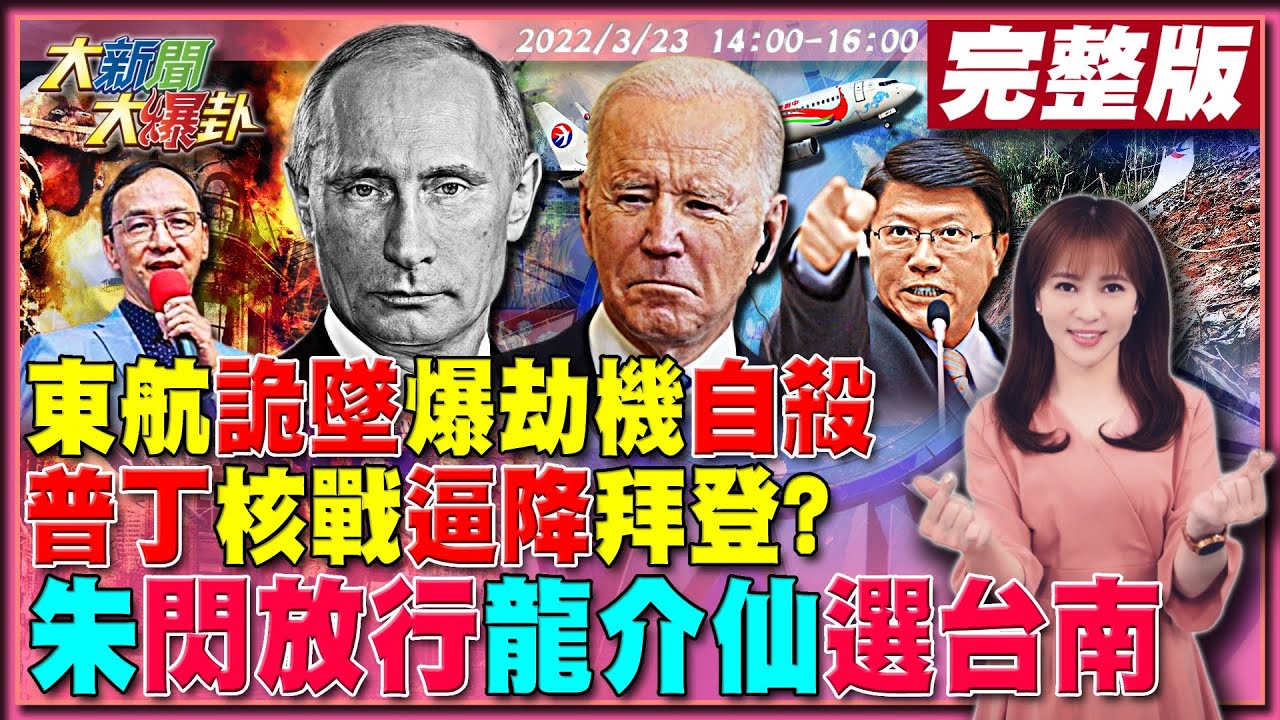 大新聞
大爆卦
2022/3/23 14:00-16:00
完整版
東航詭墜爆劫機自殺
普丁核戰逼降拜登?
朱閃放行龍介仙選台南